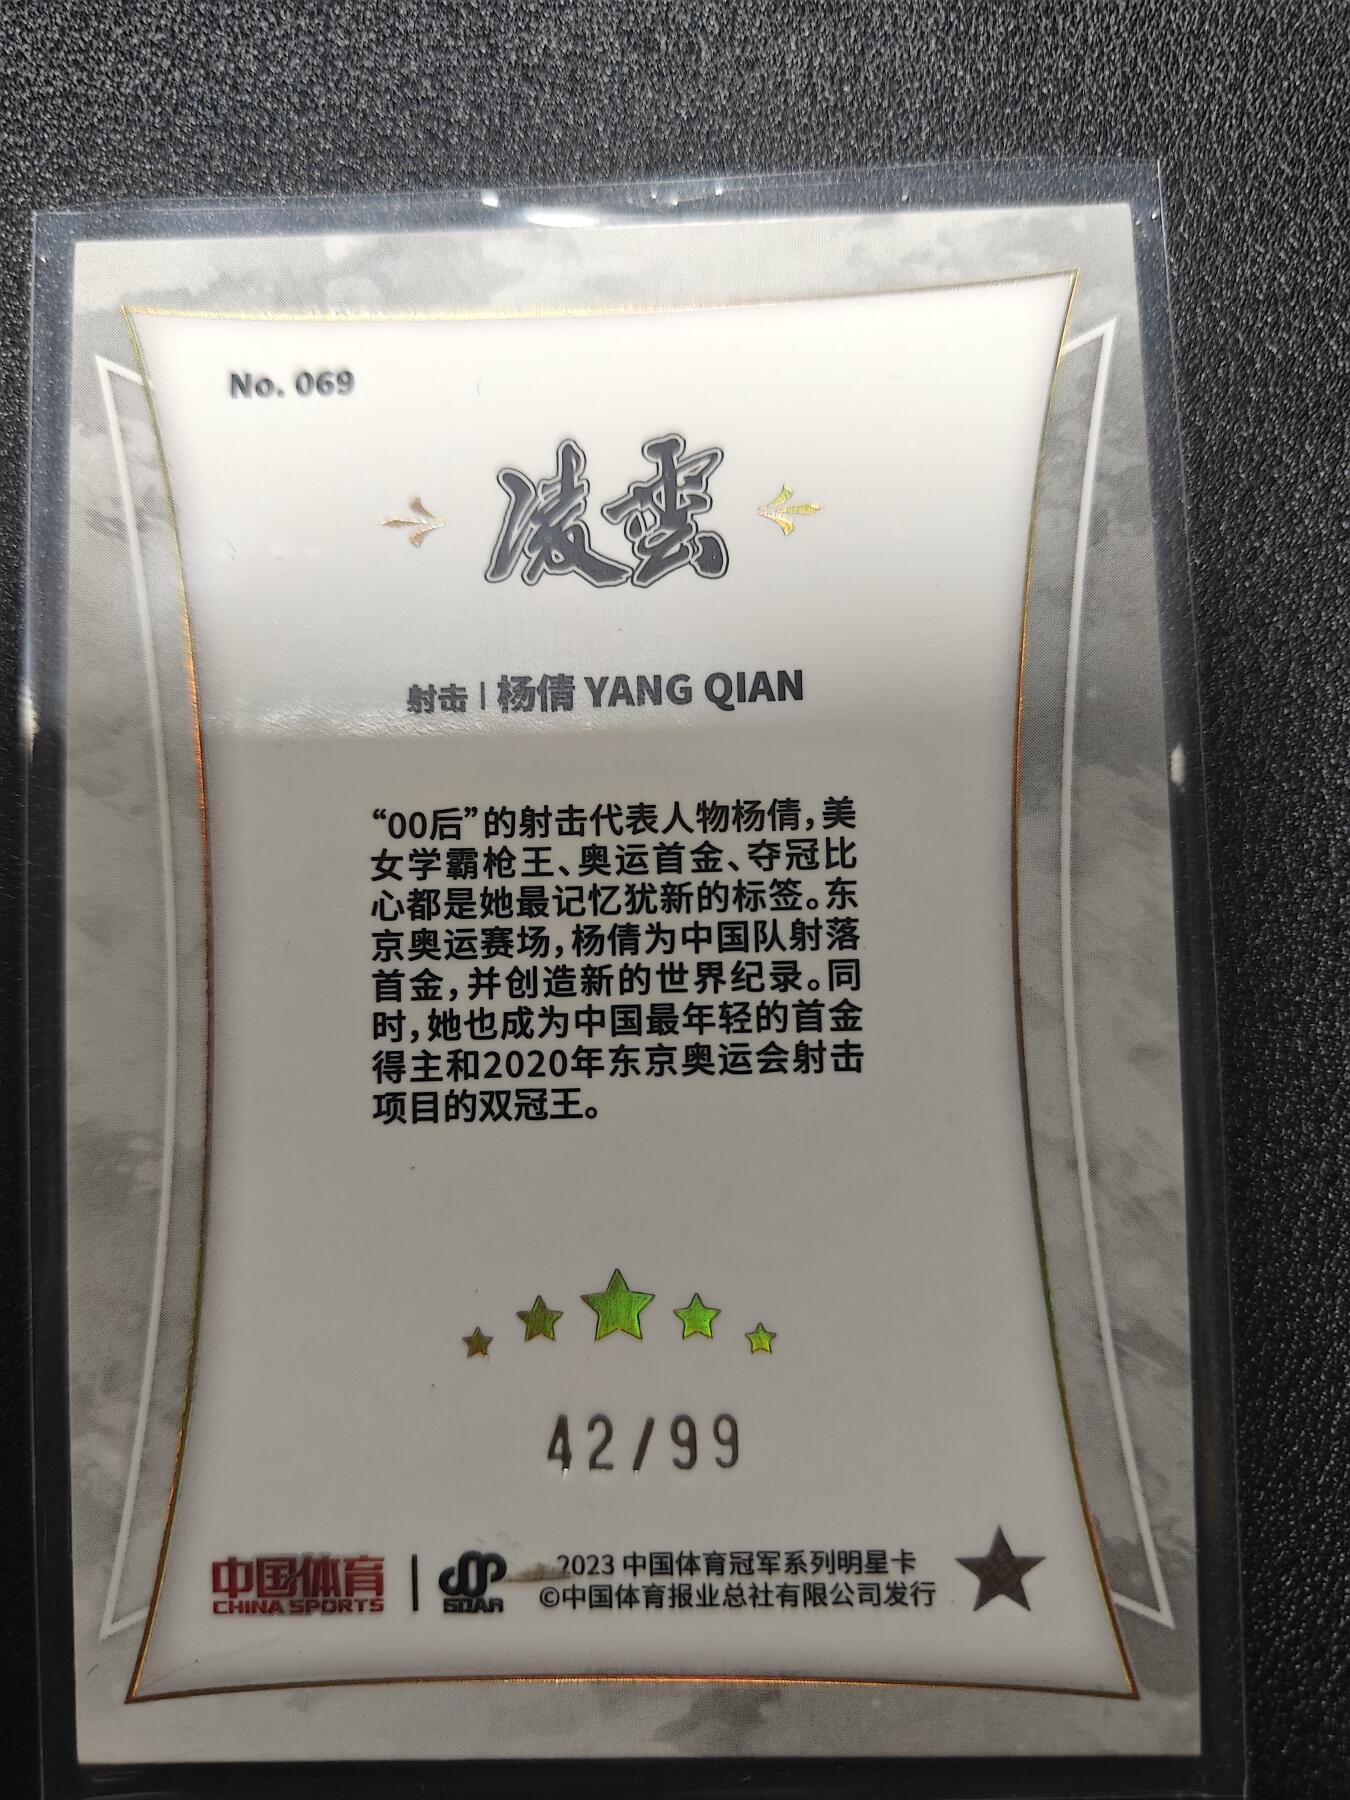 No. 069
凌雲
射击 | 杨倩 YANG QIAN
“00后”的射击代表人物杨倩，美
女学霸枪王、奥运首金、夺冠比
心都是她最记忆犹新的标签。东
京奥运赛场，杨倩为中国队射落
首金，并创造新的世界纪录。同
时，她也成为中国最年轻的首金
得主和2020年东京奥运会射击
项目的双冠王。
42/99
中国体育
CHINA SPORTS
SOAR
2023 中国体育冠军系列明星卡
©中国体育报业总社有限公司发行